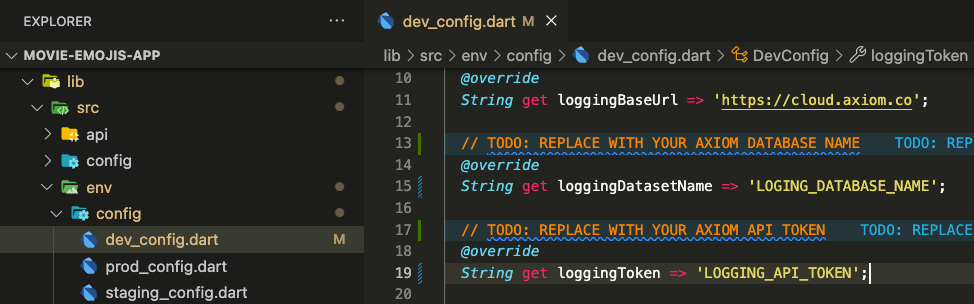 EXPLORER
MOVIE-EMOJIS-APP
lib
src
api
config
env
config
dev_config.dart M
prod_config.dart
staging_config.dart
dev_config.dart M
lib > src > env > config > dev_config.dart > DevConfig > loggingToken
10 @override
11 String get loggingBaseUrl => 'https://cloud.axiom.co';
12
13 // TODO: REPLACE WITH YOUR AXIOM DATABASE NAME TODO: REP
14 @override
15 String get loggingDatasetName => 'LOGING_DATABASE_NAME';
16
17 // TODO: REPLACE WITH YOUR AXIOM API TOKEN TODO: REPLACE
18 @override
19 String get loggingToken => 'LOGGING_API_TOKEN';
20